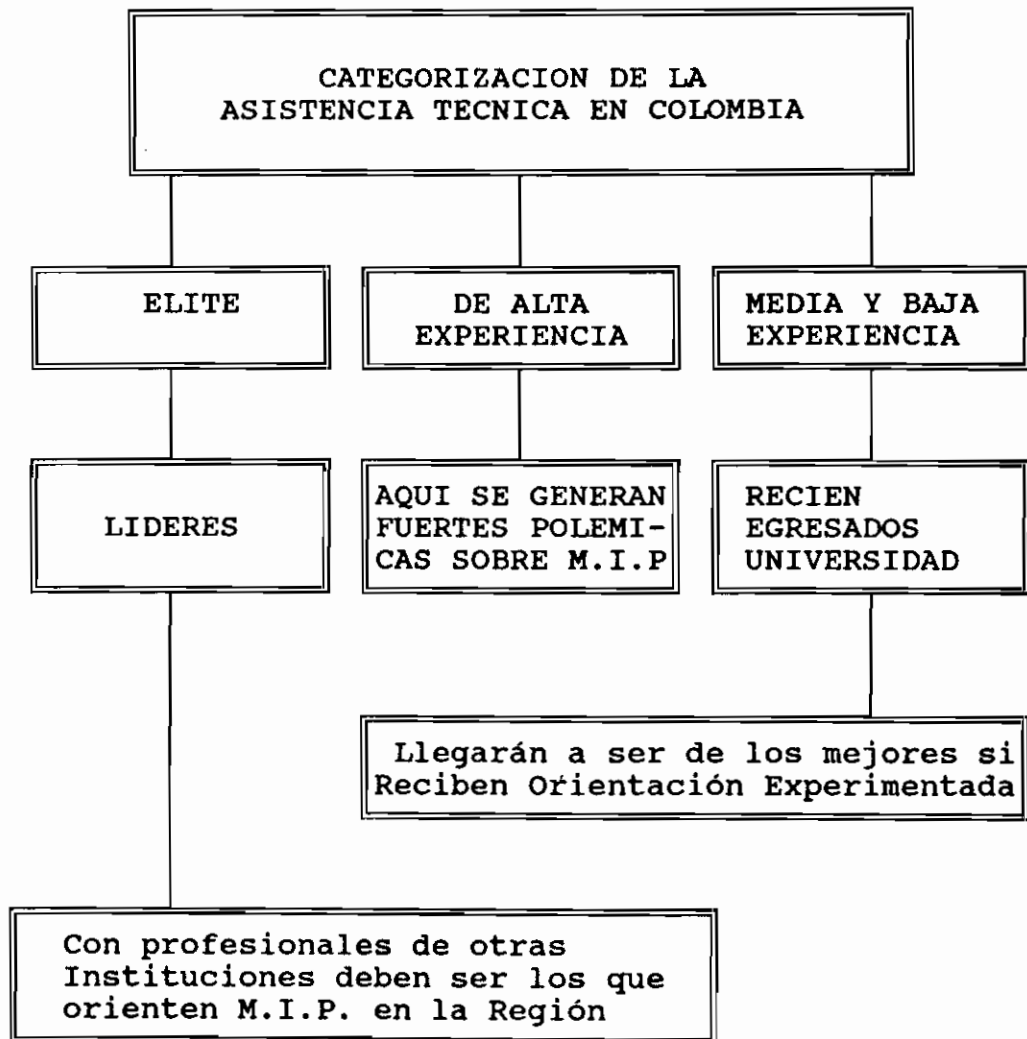 CATEGORIZACION DE LA
ASISTENCIA TECNICA EN COLOMBIA
ELITE
DE ALTA
EXPERIENCIA
MEDIA Y BAJA
EXPERIENCIA
LIDERES
AQUI SE GENERAN
FUERTES POLEMI-
CAS SOBRE M.I.P
RECIEN
EGRESADOS
UNIVERSIDAD
Llegarán a ser de los mejores si
Reciben Orientación Experimentada
Con profesionales de otras
Instituciones deben ser los que
orienten M.I.P. en la Región